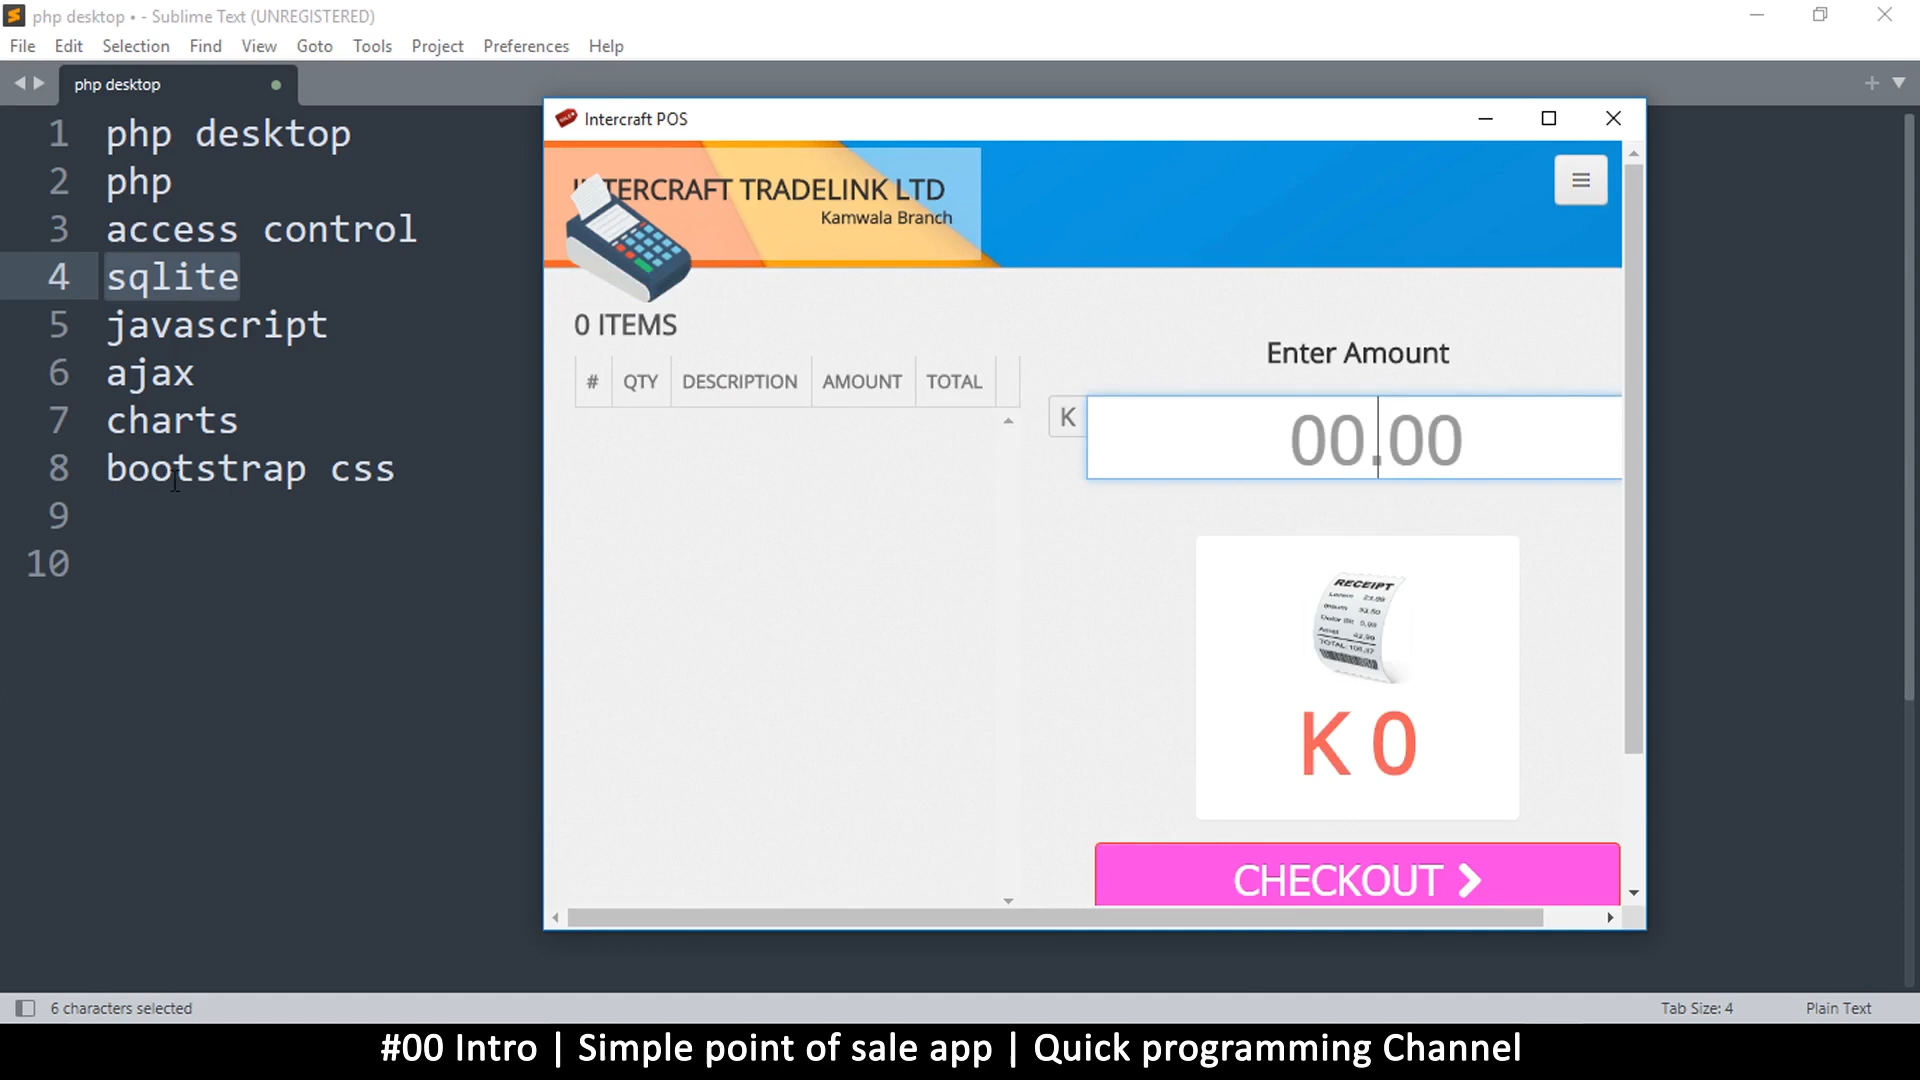 php desktop • - Sublime Text (UNREGISTERED)
File Edit Selection Find View Goto Tools Project Preferences Help
php desktop
1 php desktop
2 php
3 access control
4 sqlite
5 javascript
6 ajax
7 charts
8 bootstrap css
9
10
Intercraft POS
INTERCRAFT TRADELINK LTD
Kamwala Branch
0 ITEMS
# QTY DESCRIPTION AMOUNT TOTAL
Enter Amount
K 00.00
RECEIPT
K 0
CHECKOUT
6 characters selected
Tab Size: 4 Plain Text
#00 Intro | Simple point of sale app | Quick programming Channel